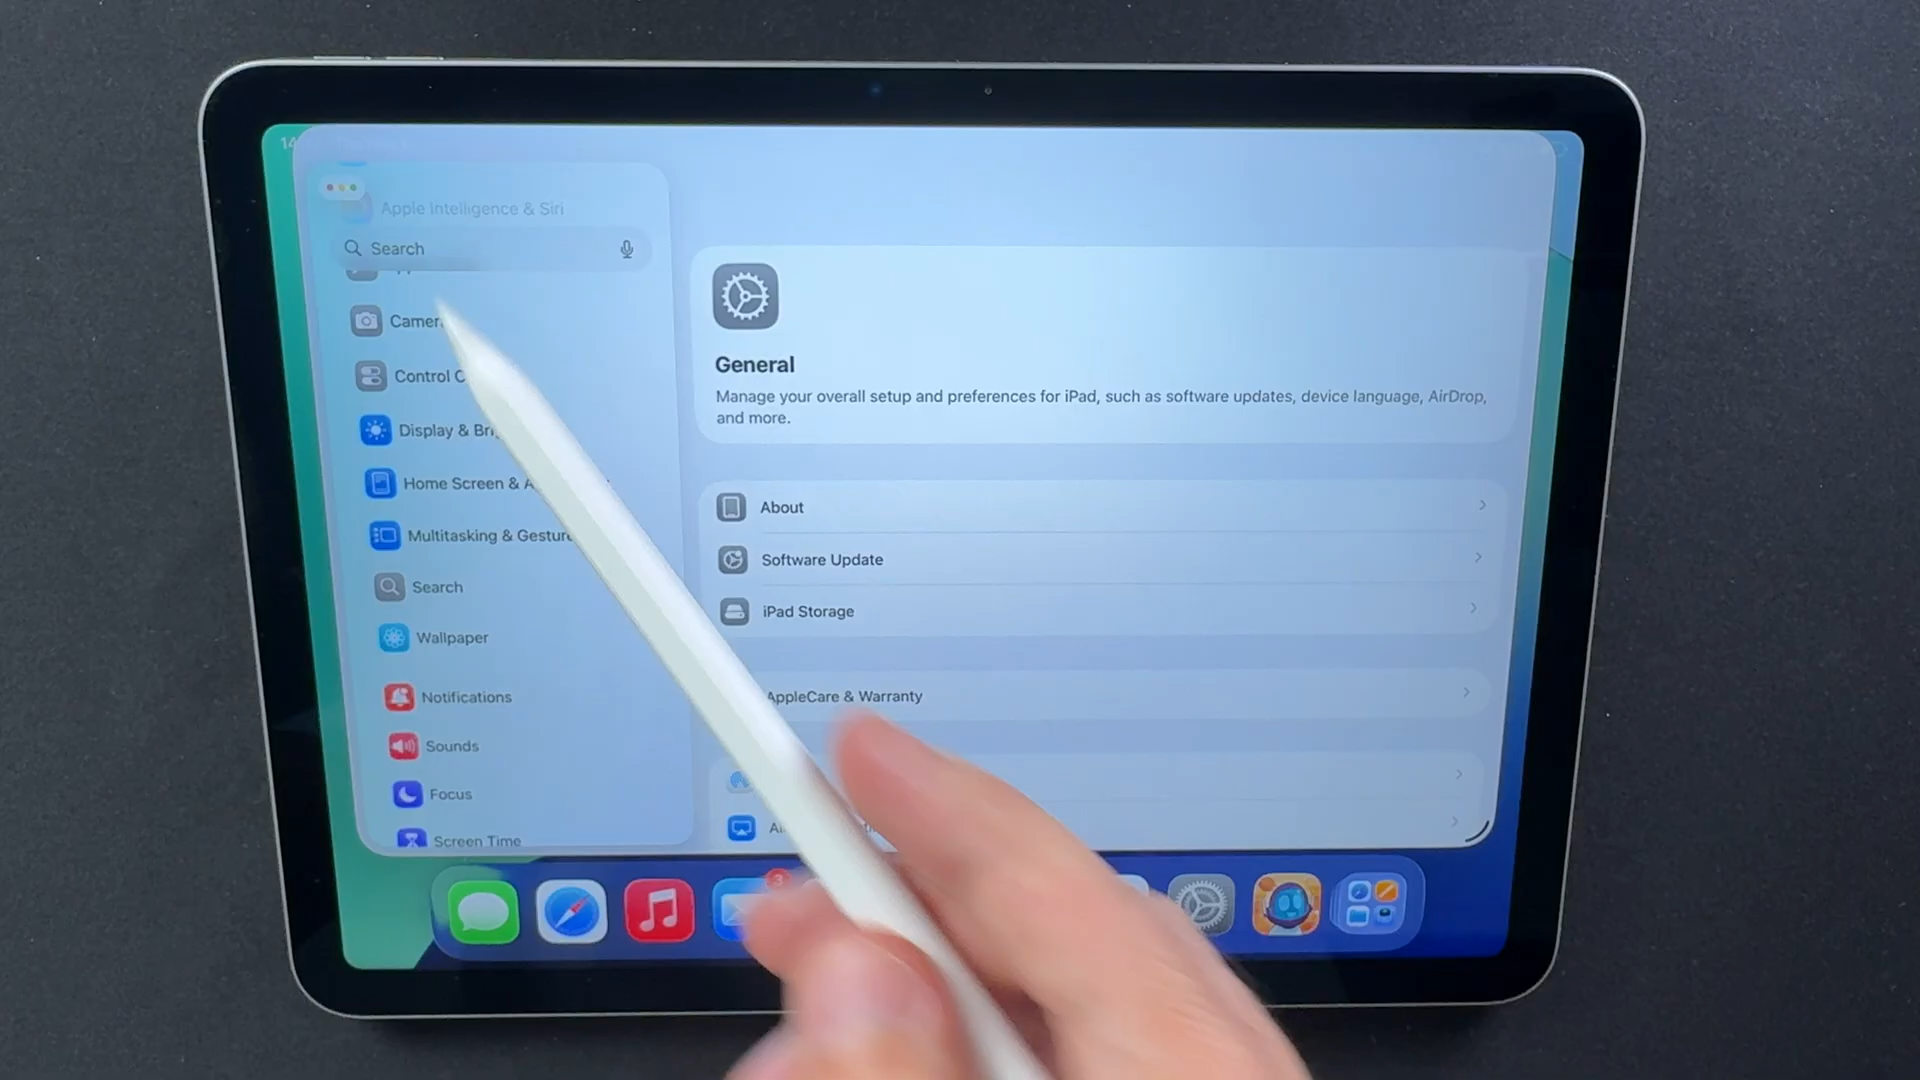 14
Apple Intelligence & Siri
Search
Camer
Control C
Display & Bri
Home Screen & A
Multitasking & Gestur
Search
Wallpaper
Notifications
Sounds
Focus
Screen Time
General
Manage your overall setup and preferences for iPad, such as software updates, device language, AirDrop,
and more.
About
Software Update
iPad Storage
AppleCare & Warranty
3